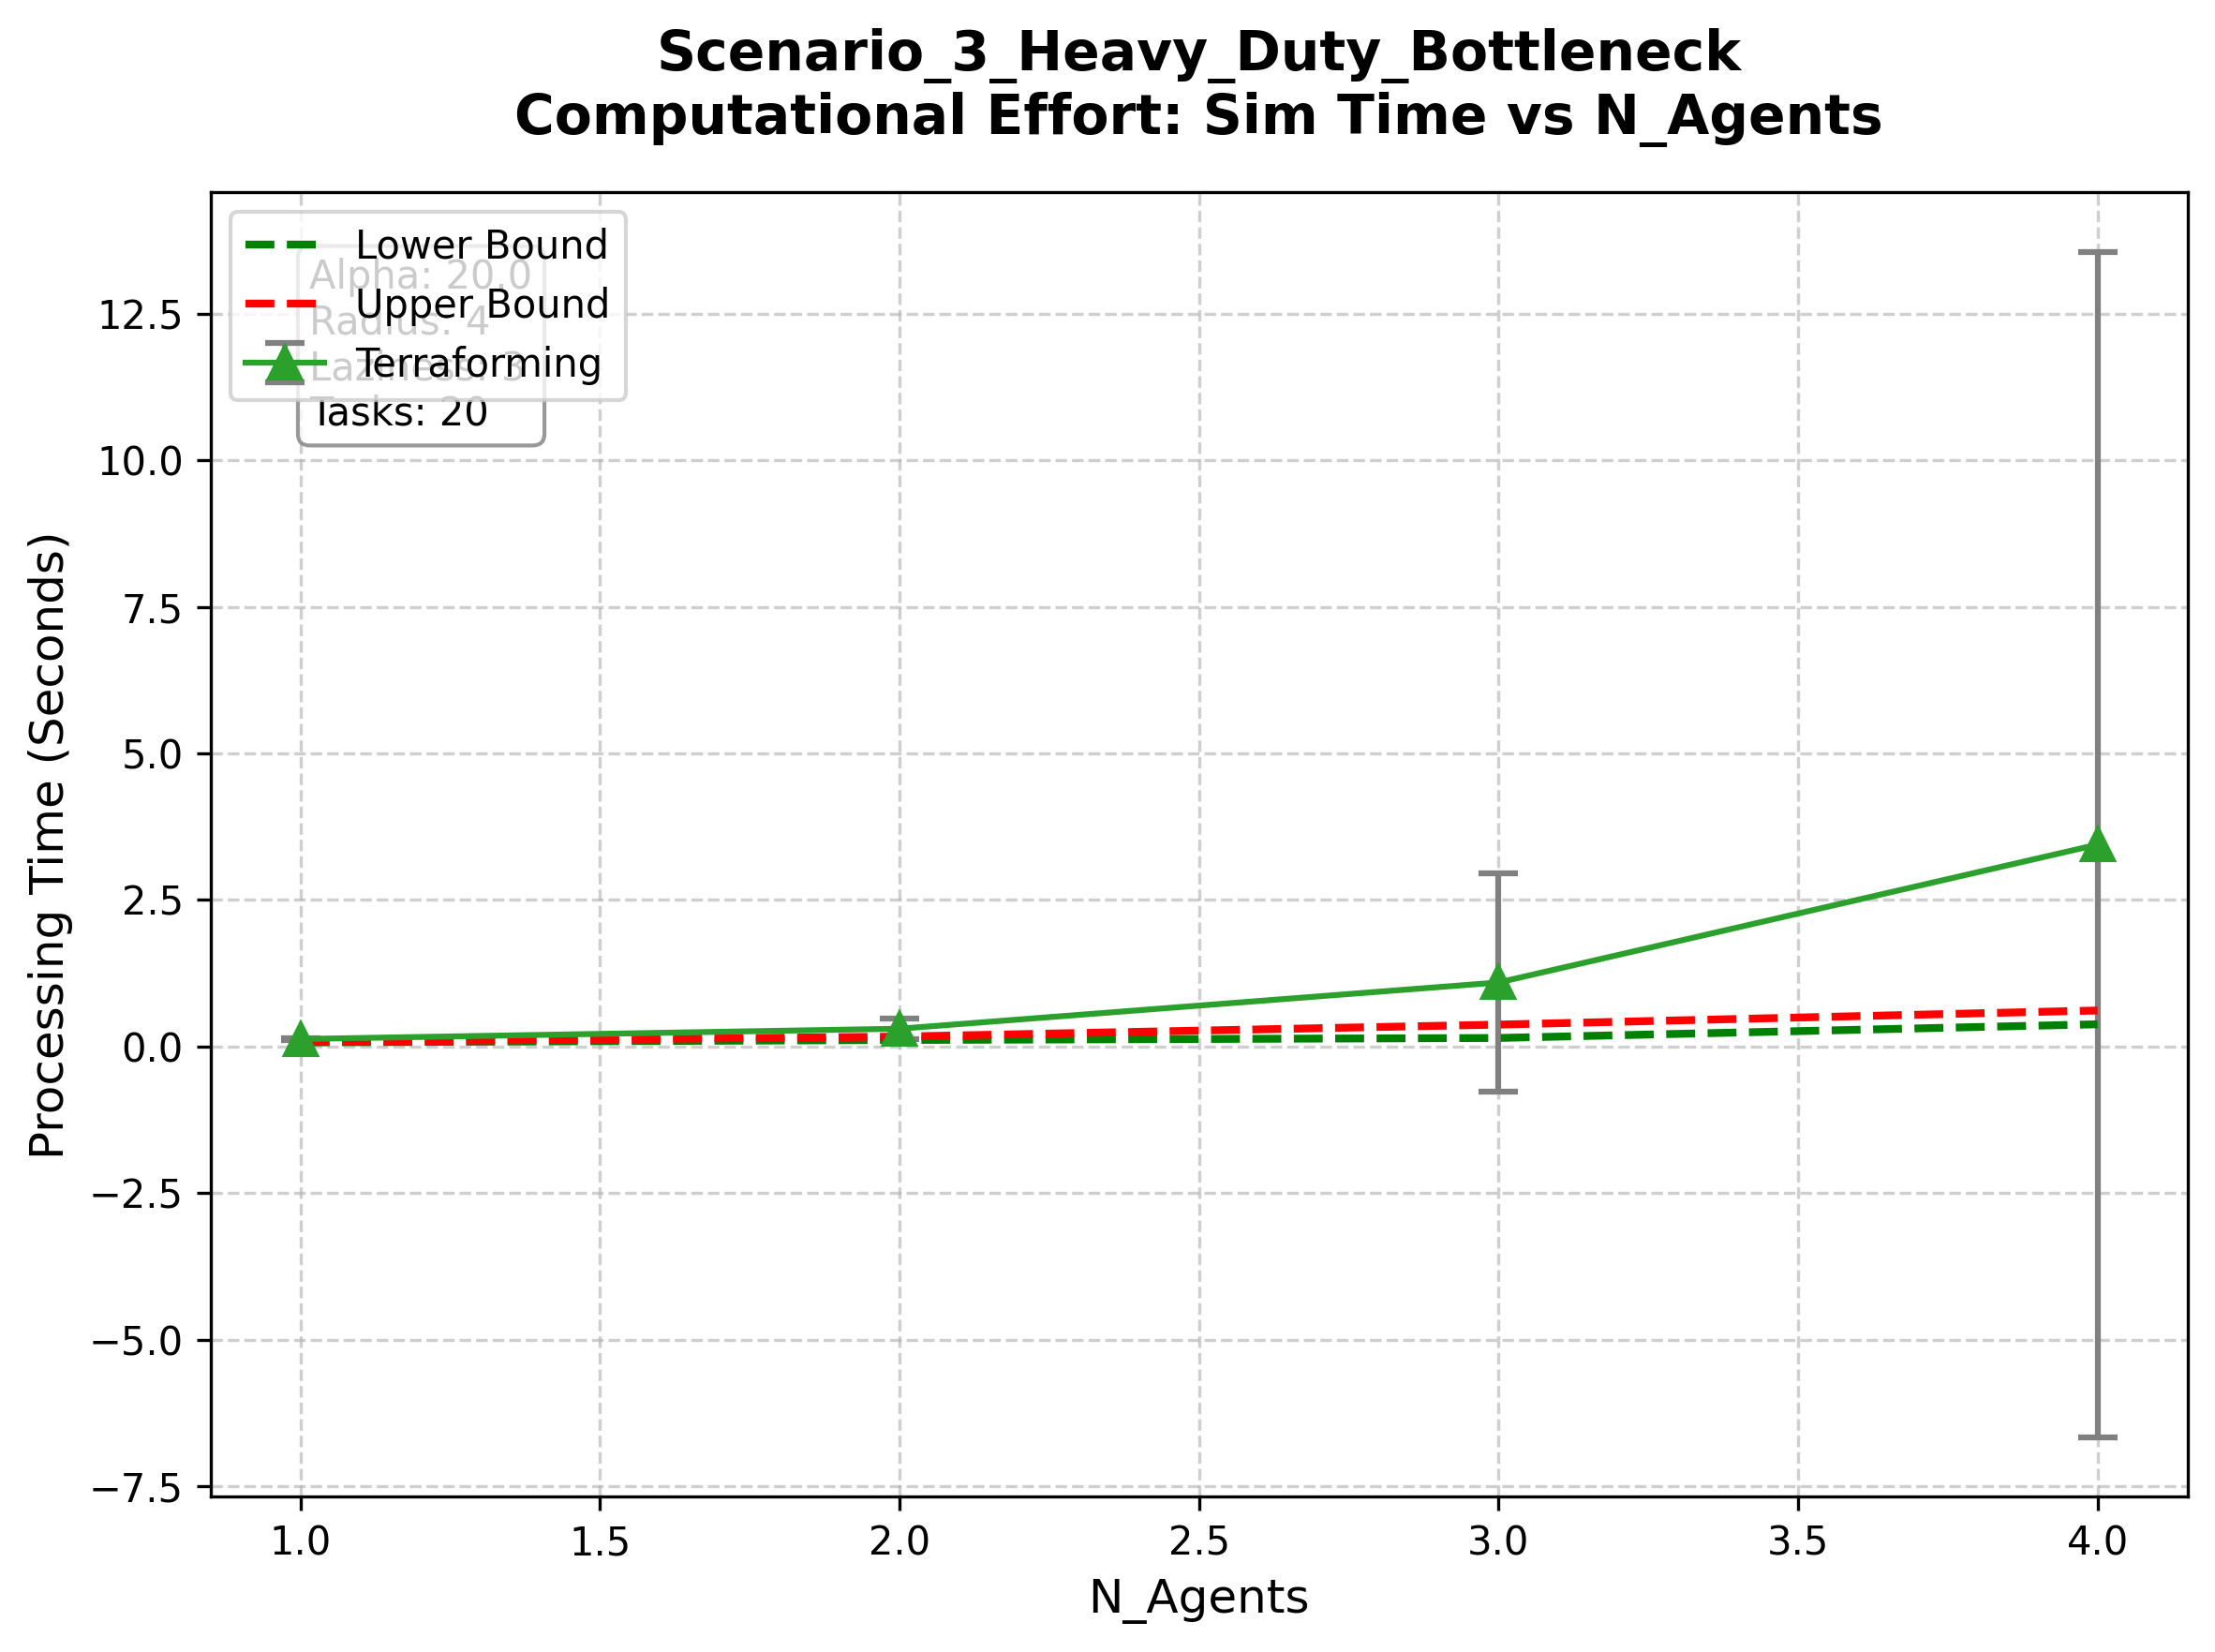 Scenario_3_Heavy_Duty_Bottleneck
Computational Effort: Sim Time vs N_Agents
Lower Bound
Upper Bound
Terraforming
Alpha: 20.0
Radius: 4
Laziness: 3
Tasks: 20
Processing Time (Seconds)
12.5
10.0
7.5
5.0
2.5
0.0
−2.5
−5.0
−7.5
1.0 1.5 2.0 2.5 3.0 3.5 4.0
N_Agents